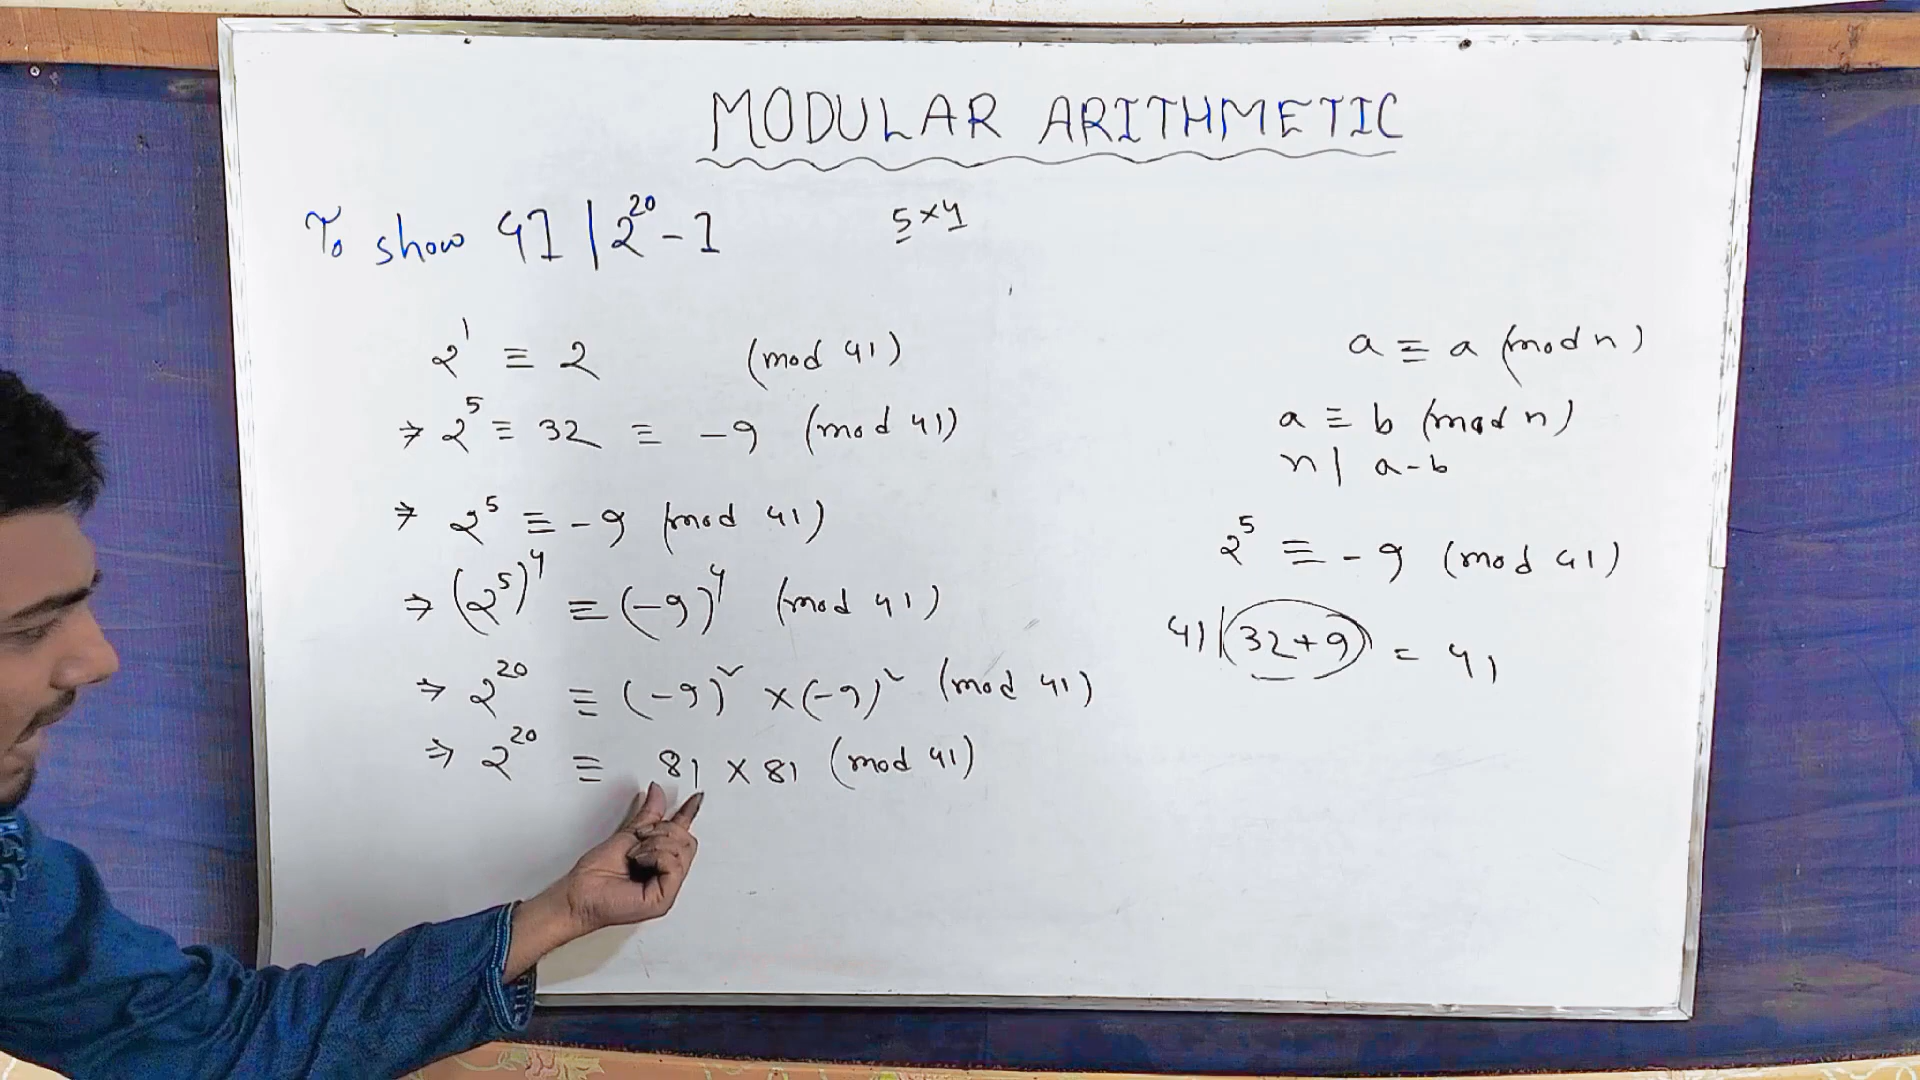 MODULAR ARITHMETIC
To show 41 | 2^20 - 1
5 × 4
2^1 ≡ 2 (mod 41)
⇒ 2^5 ≡ 32 ≡ -9 (mod 41)
⇒ 2^5 ≡ -9 (mod 41)
⇒ (2^5)^4 ≡ (-9)^4 (mod 41)
⇒ 2^20 ≡ (-9)^2 × (-9)^2 (mod 41)
⇒ 2^20 ≡ 81 × 81 (mod 41)
a ≡ a (mod n)
a ≡ b (mod n)
n | a-b
2^5 ≡ -9 (mod 41)
41 | (32+9) = 41